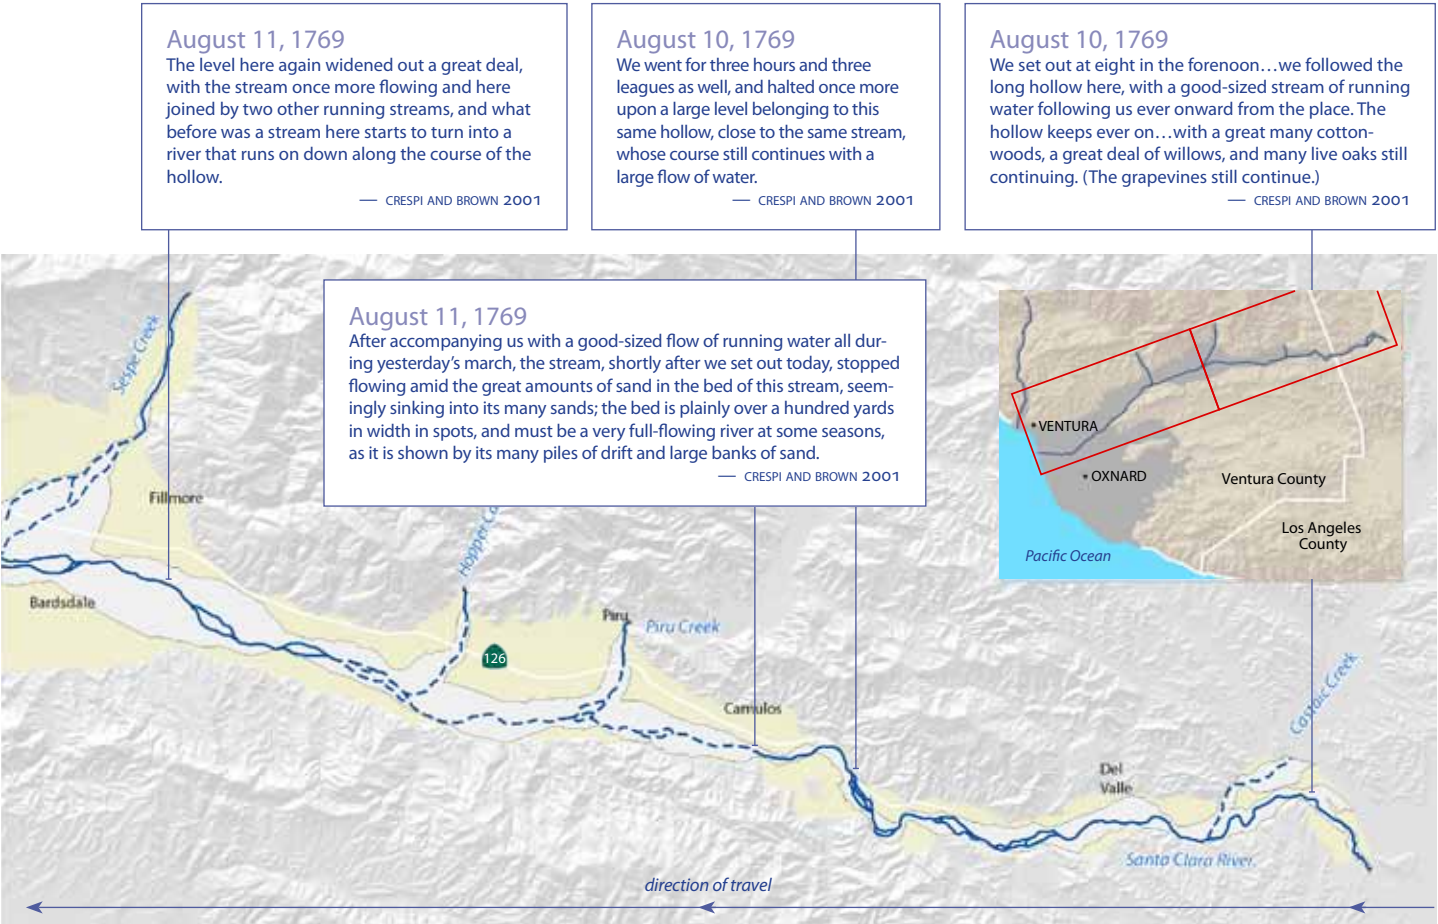 August 11, 1769
The level here again widened out a great deal,
with the stream once more flowing and here
joined by two other running streams, and what
before was a stream here starts to turn into a
river that runs on down along the course of the
hollow.
— CRESPI AND BROWN 2001
August 10, 1769
We went for three hours and three
leagues as well, and halted once more
upon a large level belonging to this
same hollow, close to the same stream,
whose course still continues with a
large flow of water.
— CRESPI AND BROWN 2001
August 10, 1769
We set out at eight in the forenoon…we followed the
long hollow here, with a good-sized stream of running
water following us ever onward from the place. The
hollow keeps ever on…with a great many cotton-
woods, a great deal of willows, and many live oaks still
continuing. (The grapevines still continue.)
— CRESPI AND BROWN 2001
August 11, 1769
After accompanying us with a good-sized flow of running water all dur-
ing yesterday's march, the stream, shortly after we set out today, stopped
flowing amid the great amounts of sand in the bed of this stream, seem-
ingly sinking into its many sands; the bed is plainly over a hundred yards
in width in spots, and must be a very full-flowing river at some seasons,
as it is shown by its many piles of drift and large banks of sand.
— CRESPI AND BROWN 2001
Sespe Creek
Fillmore
Bardsdale
Hopper
126
Piru
Piru Creek
Camulos
Del
Valle
Castaic Creek
Santa Clara River
VENTURA
OXNARD
Ventura County
Los Angeles
County
Pacific Ocean
direction of travel